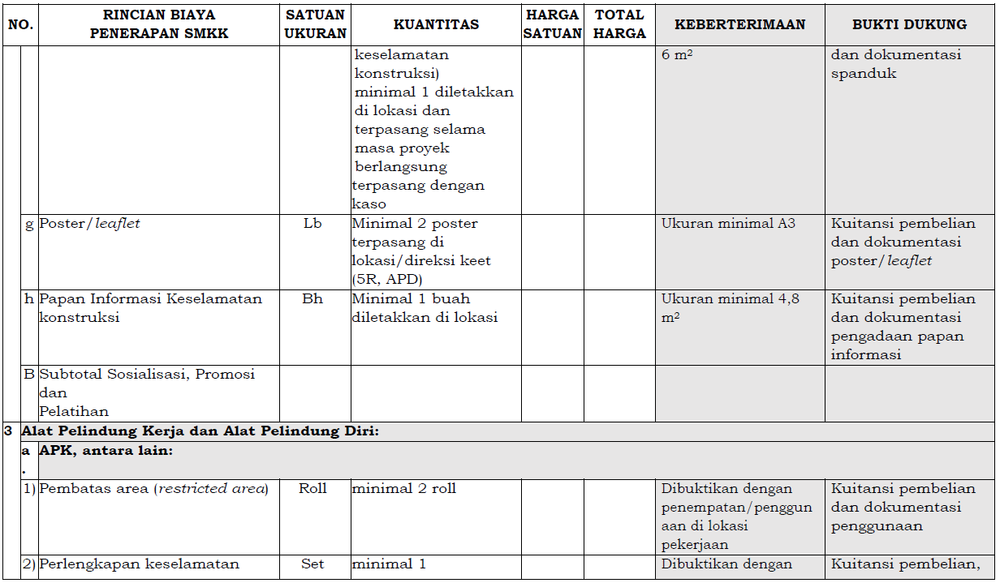 NO. RINCIAN BIAYA PENERAPAN SMKK SATUAN UKURAN KUANTITAS HARGA SATUAN TOTAL HARGA KEBERTERIMAAN BUKTI DUKUNG
keselamatan
konstruksi)
minimal 1 diletakkan
di lokasi dan
terpasang selama
masa proyek
berlangsung
terpasang dengan
kaso
6 m²
dan dokumentasi
spanduk
g Poster/leaflet
Lb
Minimal 2 poster
terpasang di
lokasi/direksi keet
(5R, APD)
Ukuran minimal A3
Kuitansi pembelian
dan dokumentasi
poster/leaflet
h Papan Informasi Keselamatan
konstruksi
Bh
Minimal 1 buah
diletakkan di lokasi
Ukuran minimal 4,8
m²
Kuitansi pembelian
dan dokumentasi
pengadaan papan
informasi
B Subtotal Sosialisasi, Promosi
dan
Pelatihan
3 Alat Pelindung Kerja dan Alat Pelindung Diri:
a APK, antara lain:
.
1) Pembatas area (restricted area)
Roll
minimal 2 roll
Dibuktikan dengan
penempatan/penggun
aan di lokasi
pekerjaan
Kuitansi pembelian
dan dokumentasi
penggunaan
2) Perlengkapan keselamatan
Set
minimal 1
Dibuktikan dengan
Kuitansi pembelian,